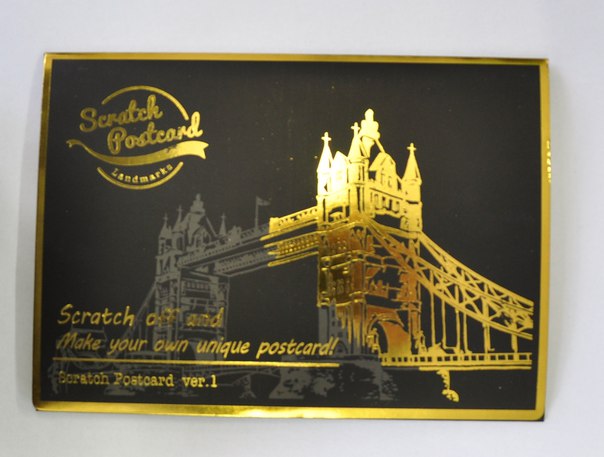 Scratch
Postcard
Landmarks
Scratch off and
Make your own unique postcard!
Scratch Postcard ver.1